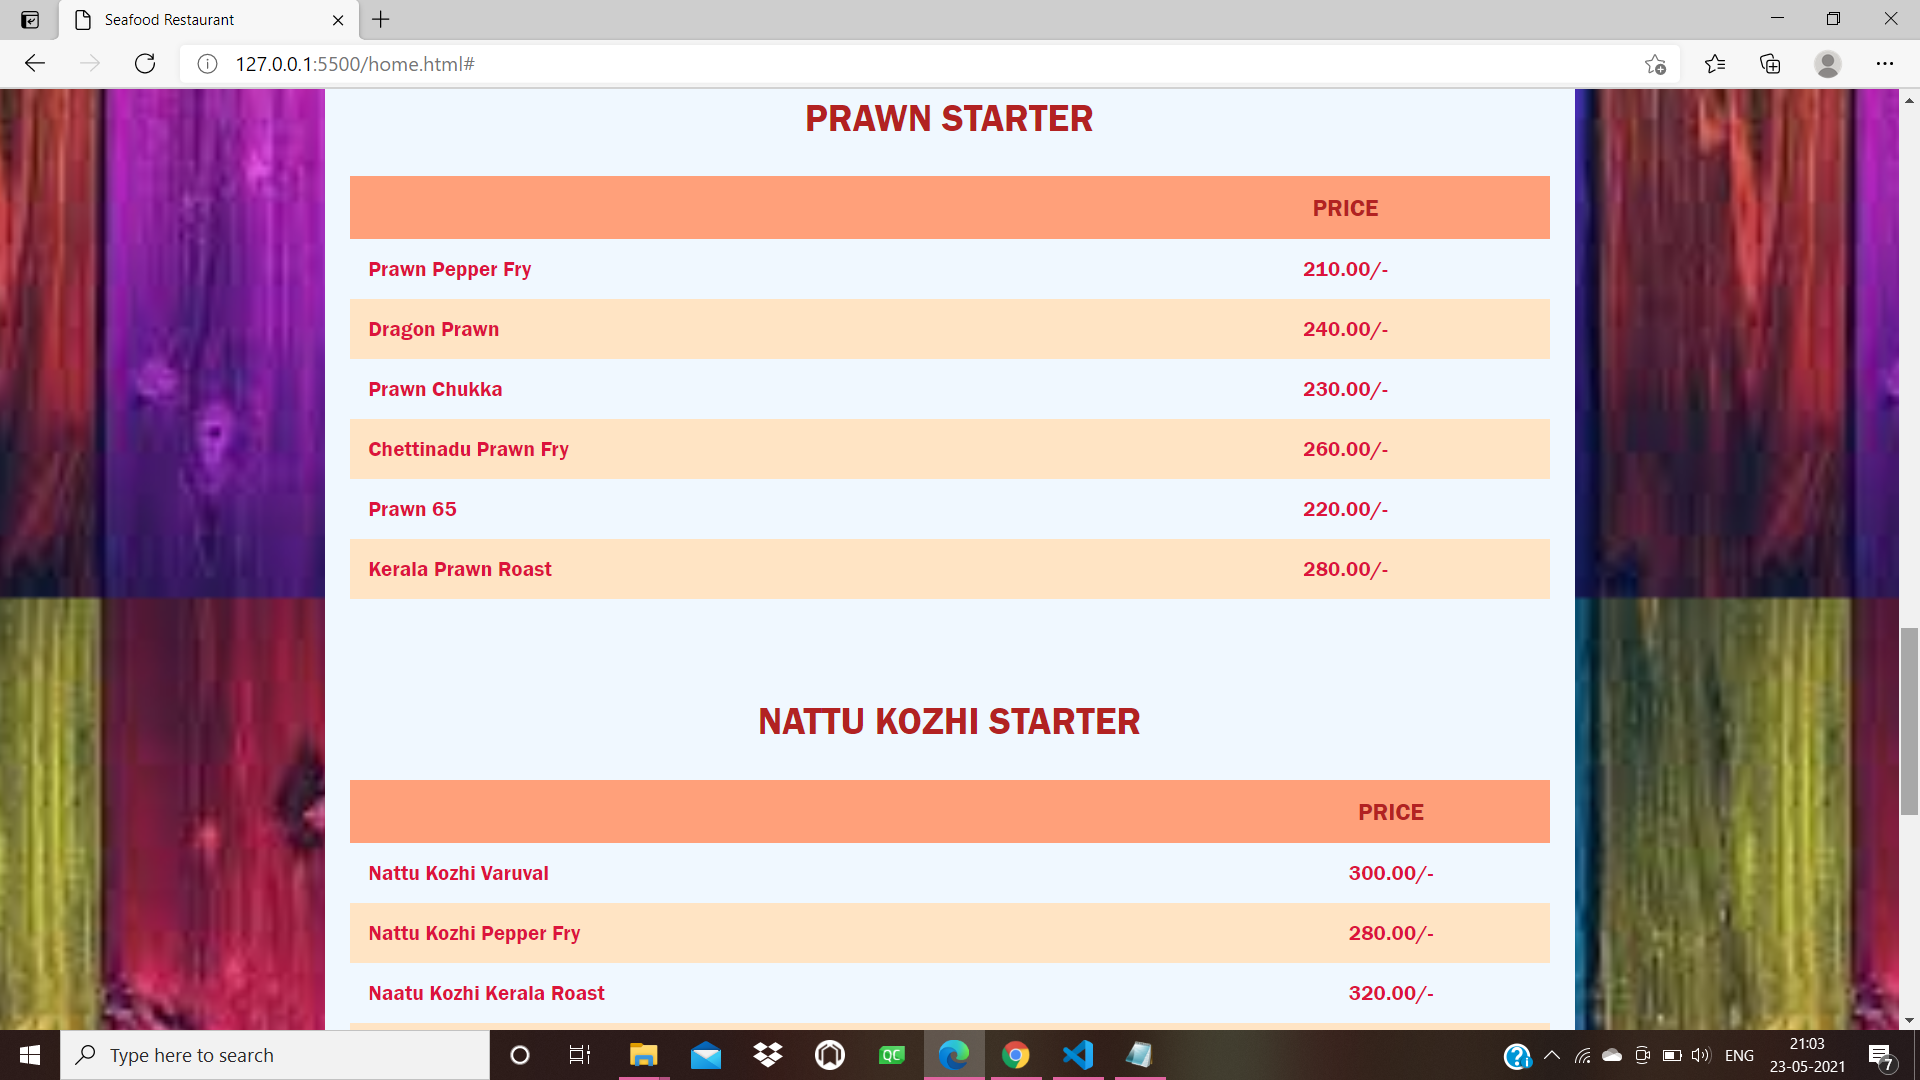 Seafood Restaurant
127.0.0.1:5500/home.html#
PRAWN STARTER
PRICE
Prawn Pepper Fry 210.00/-
Dragon Prawn 240.00/-
Prawn Chukka 230.00/-
Chettinadu Prawn Fry 260.00/-
Prawn 65 220.00/-
Kerala Prawn Roast 280.00/-
NATTU KOZHI STARTER
PRICE
Nattu Kozhi Varuval 300.00/-
Nattu Kozhi Pepper Fry 280.00/-
Naatu Kozhi Kerala Roast 320.00/-
Type here to search
QC
ENG
21:03
23-05-2021
7